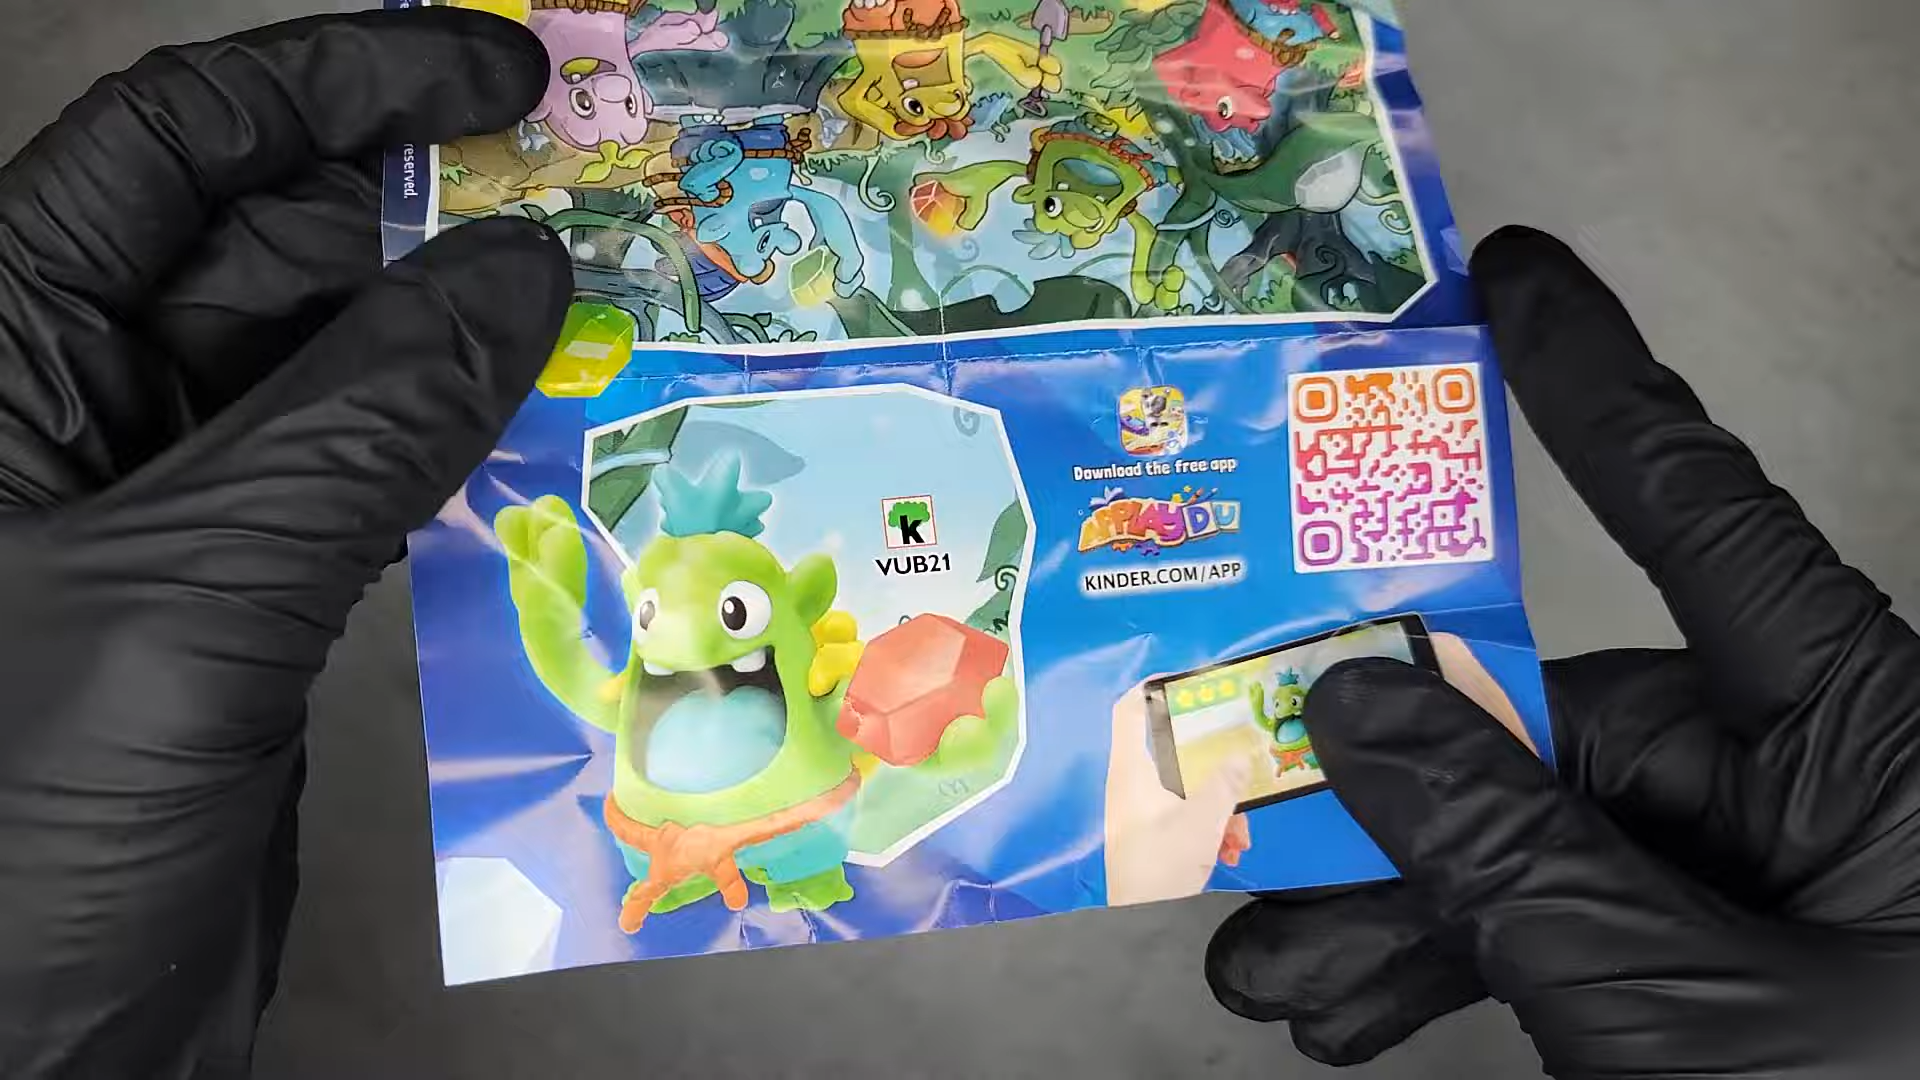 reserved.
k
VUB21
Download the free app
APPLAYDU
KINDER.COM/APP